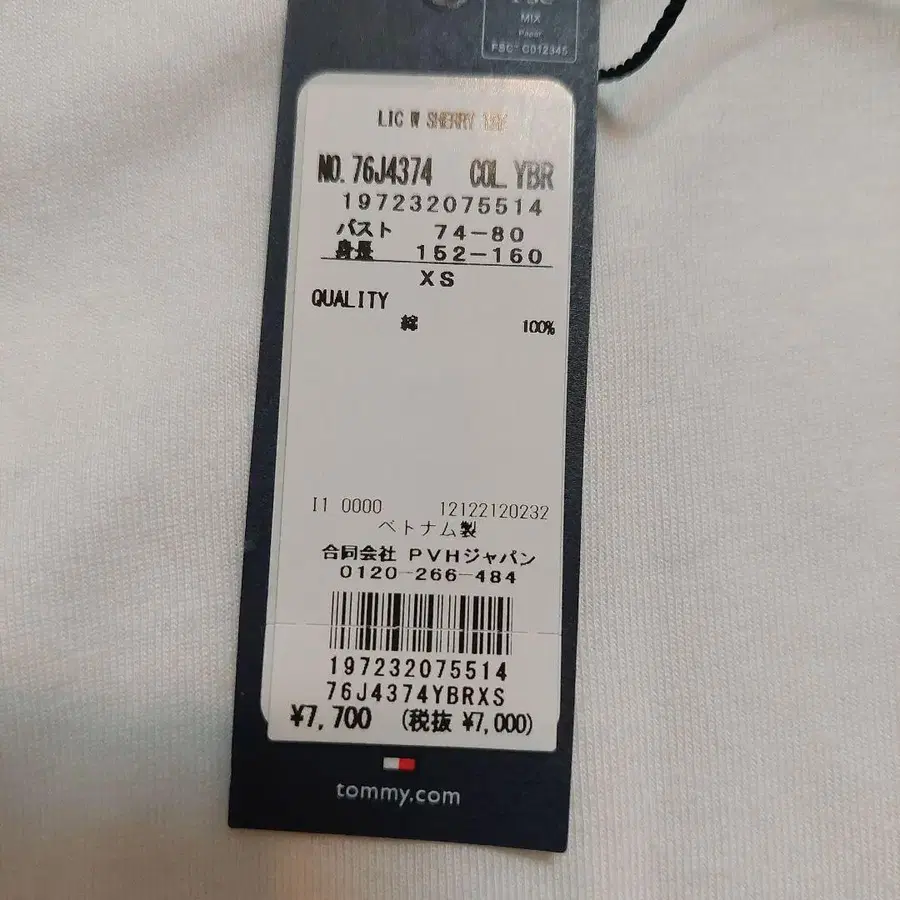 MIX
Paper
FSC® C012345
LIC W SHERRY
NO. 76J4374 COL. YBR
197232075514
バスト 74-80
身長 152-160
XS
QUALITY
綿 100%
I1 0000 12122120232
ベトナム製
合同会社 PVHジャパン
0120-266-484
197232075514
76J4374YBRXS
¥7,700 (税抜 ¥7,000)
tommy.com